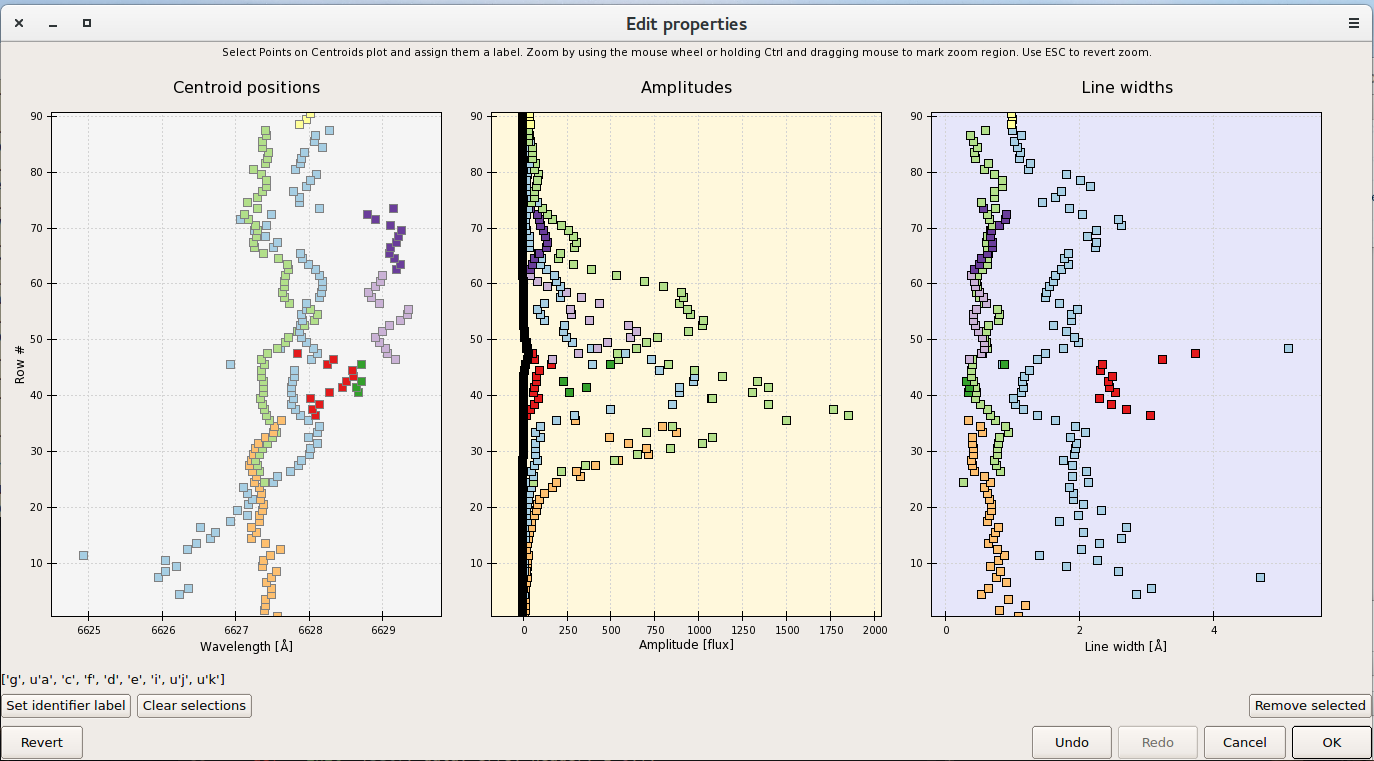 Edit properties
Select Points on Centroids plot and assign them a label. Zoom by using the mouse wheel or holding Ctrl and dragging mouse to mark zoom region. Use ESC to revert zoom.
Centroid positions
90
80
70
60
50
40
30
20
10
Row #
6625 6626 6627 6628 6629
Wavelength [Å]
Amplitudes
90
80
70
60
50
40
30
20
10
0 250 500 750 1000 1250 1500 1750 2000
Amplitude [flux]
Line widths
90
80
70
60
50
40
30
20
10
0 2 4
Line width [Å]
['g', u'a', 'c', 'f', 'd', 'e', 'i', u'j', u'k']
Set identifier label Clear selections Remove selected
Revert Undo Redo Cancel OK